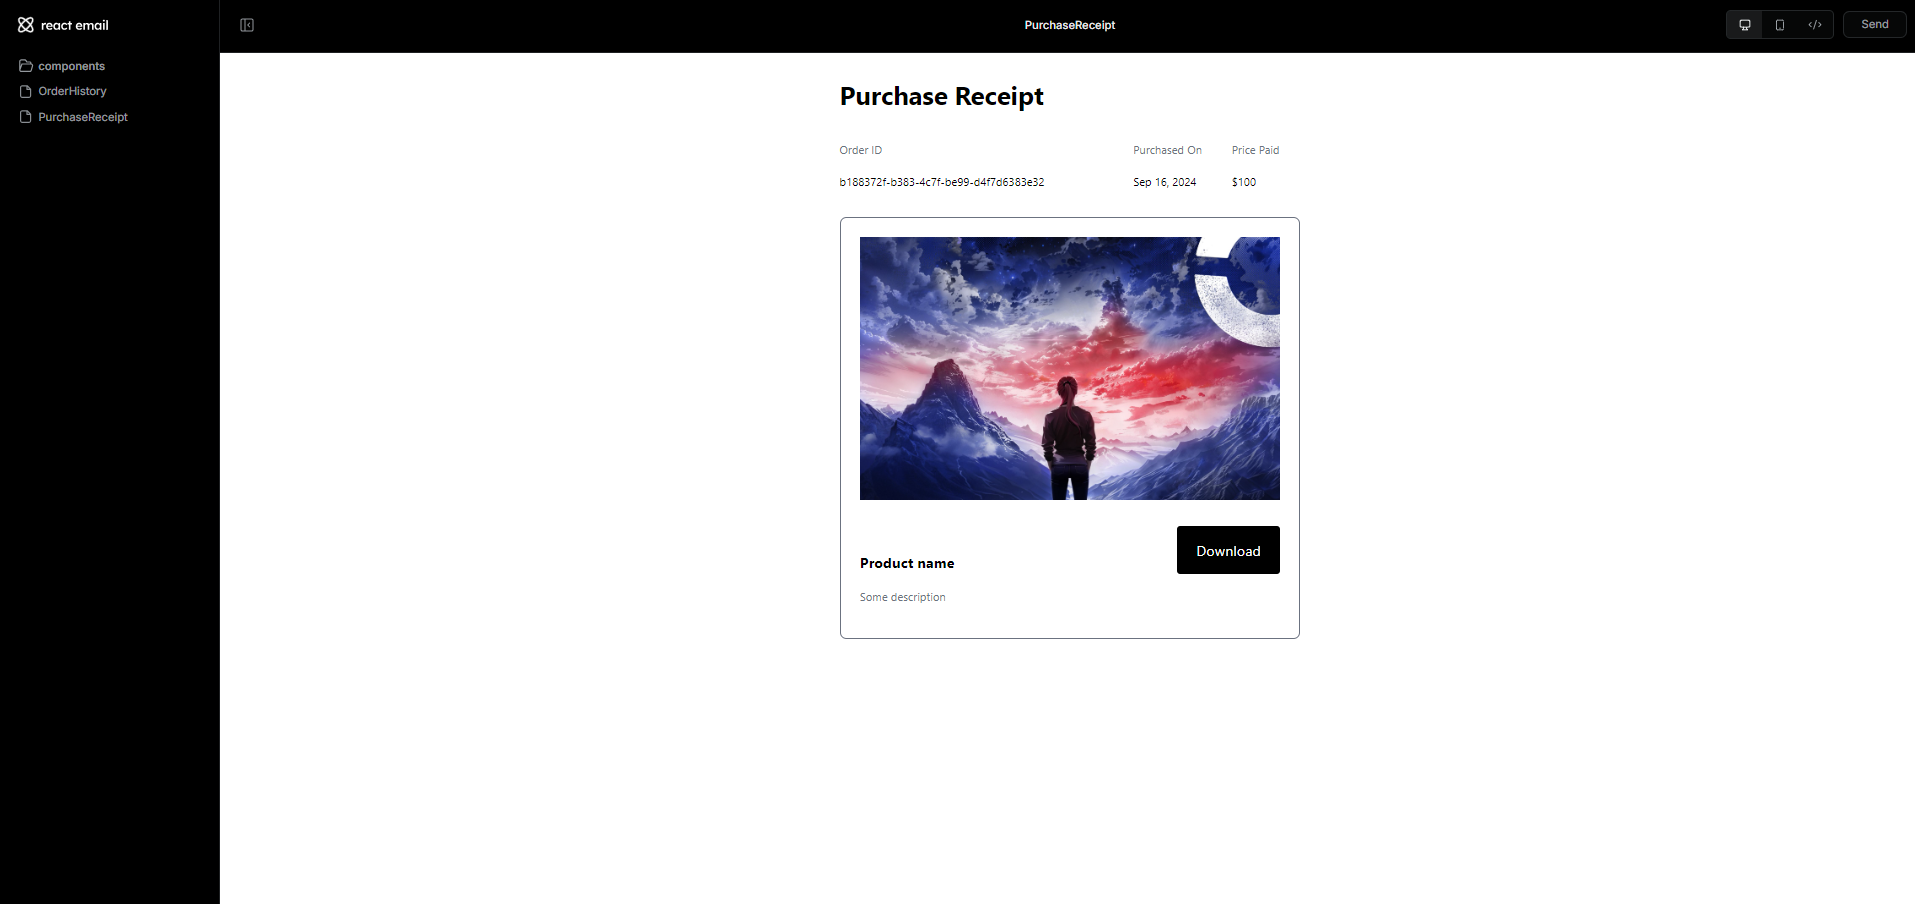 react email
PurchaseReceipt
Send
components
OrderHistory
PurchaseReceipt
Purchase Receipt
Order ID Purchased On Price Paid
b188372f-b383-4c7f-be99-d4f7d6383e32 Sep 16, 2024 $100
Download
Product name
Some description